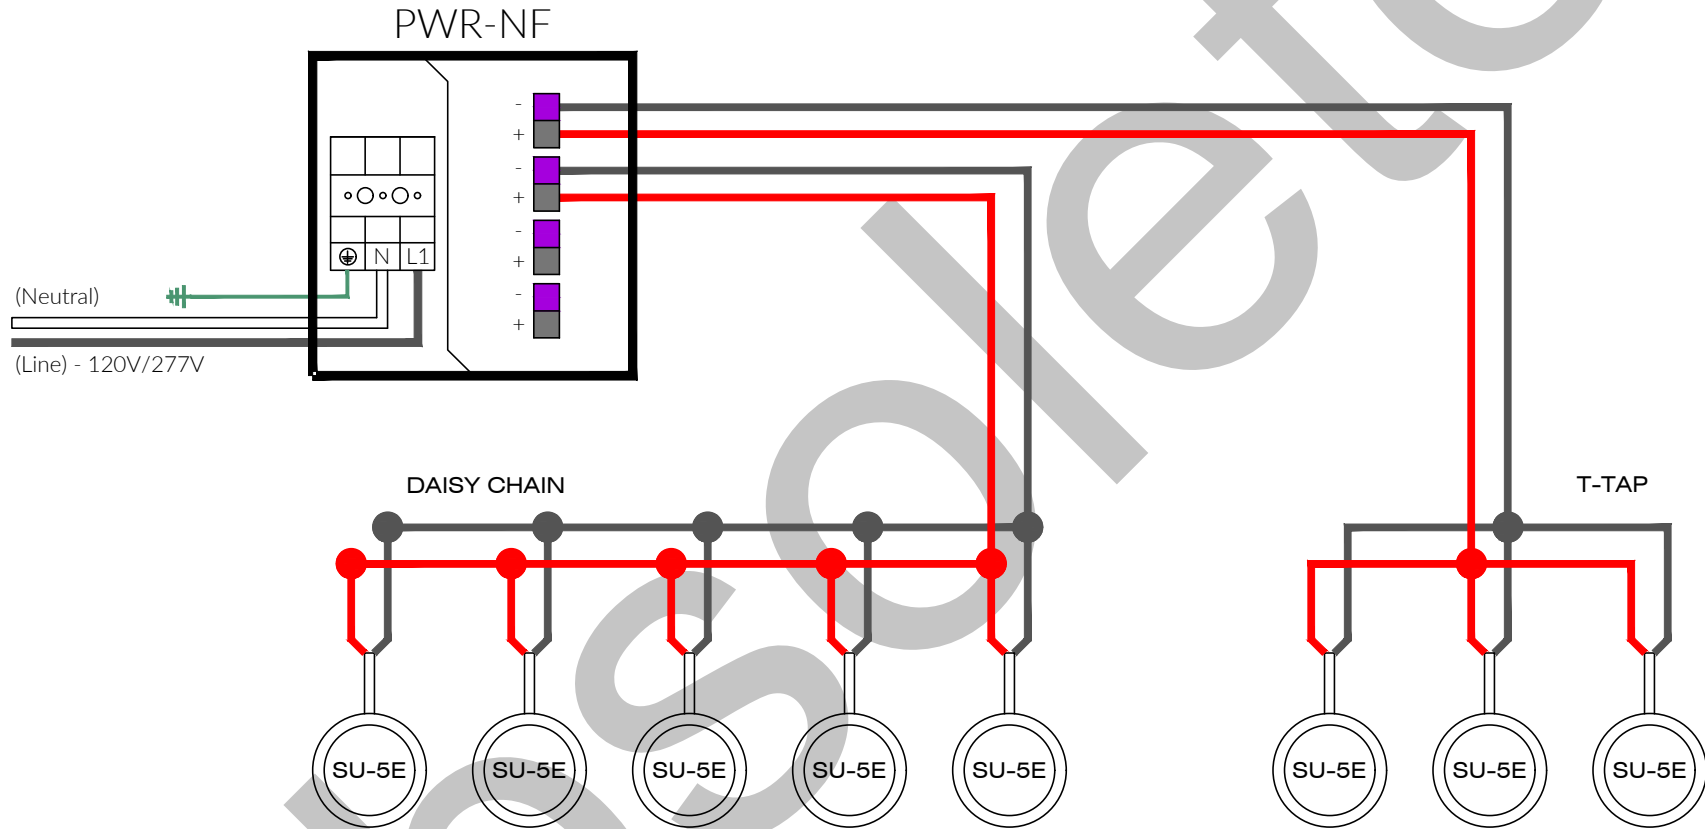 PWR-NF
-
+
-
+
-
+
-
+
N L1
(Neutral)
(Line) - 120V/277V
DAISY CHAIN
T-TAP
SU-5E SU-5E SU-5E SU-5E SU-5E SU-5E SU-5E SU-5E